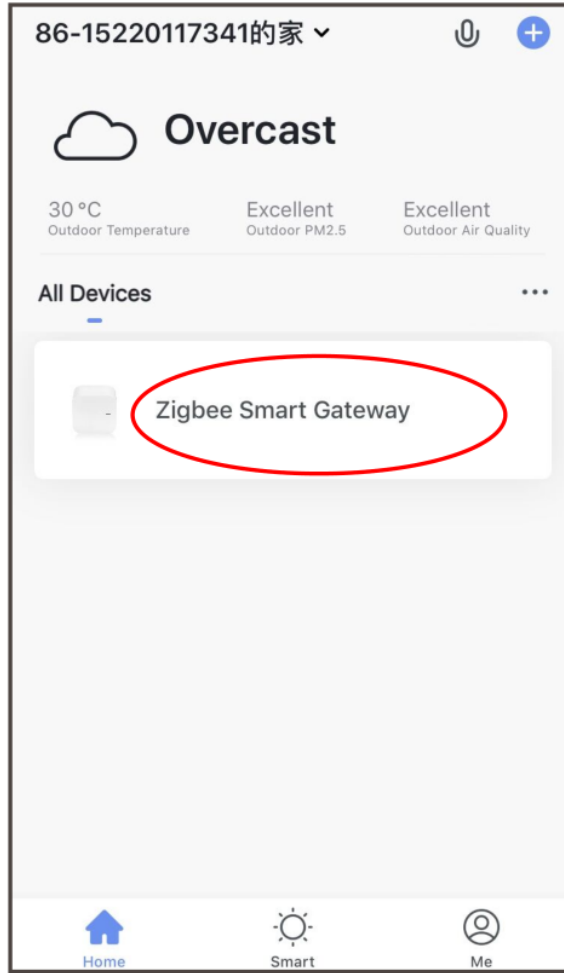 86-15220117341的家
Overcast
30 °C Excellent Excellent
Outdoor Temperature Outdoor PM2.5 Outdoor Air Quality
All Devices
Zigbee Smart Gateway
Home Smart Me